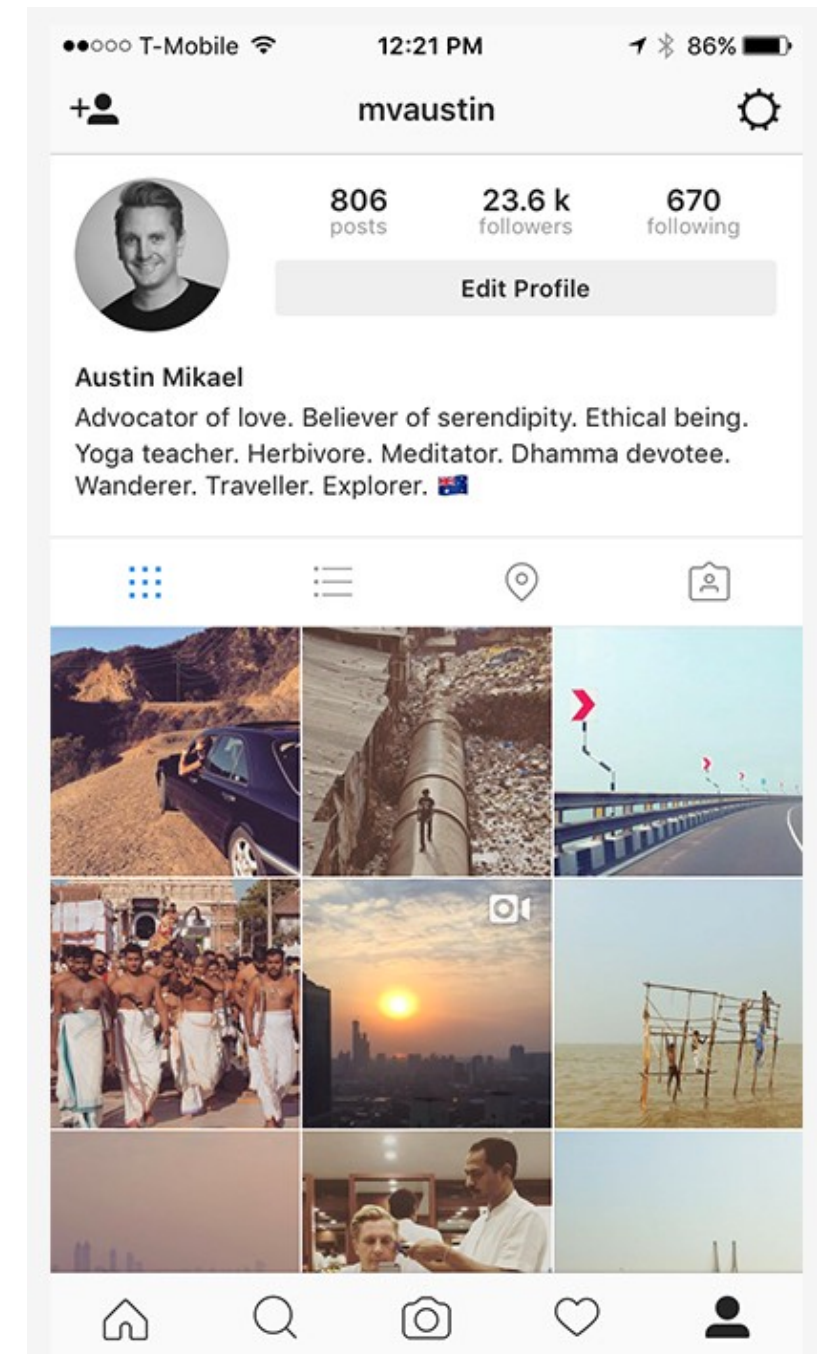 T-Mobile 12:21 PM 86%
mvaustin
806 23.6 k 670
posts followers following
Edit Profile
Austin Mikael
Advocator of love. Believer of serendipity. Ethical being.
Yoga teacher. Herbivore. Meditator. Dhamma devotee.
Wanderer. Traveller. Explorer. 🇦🇺